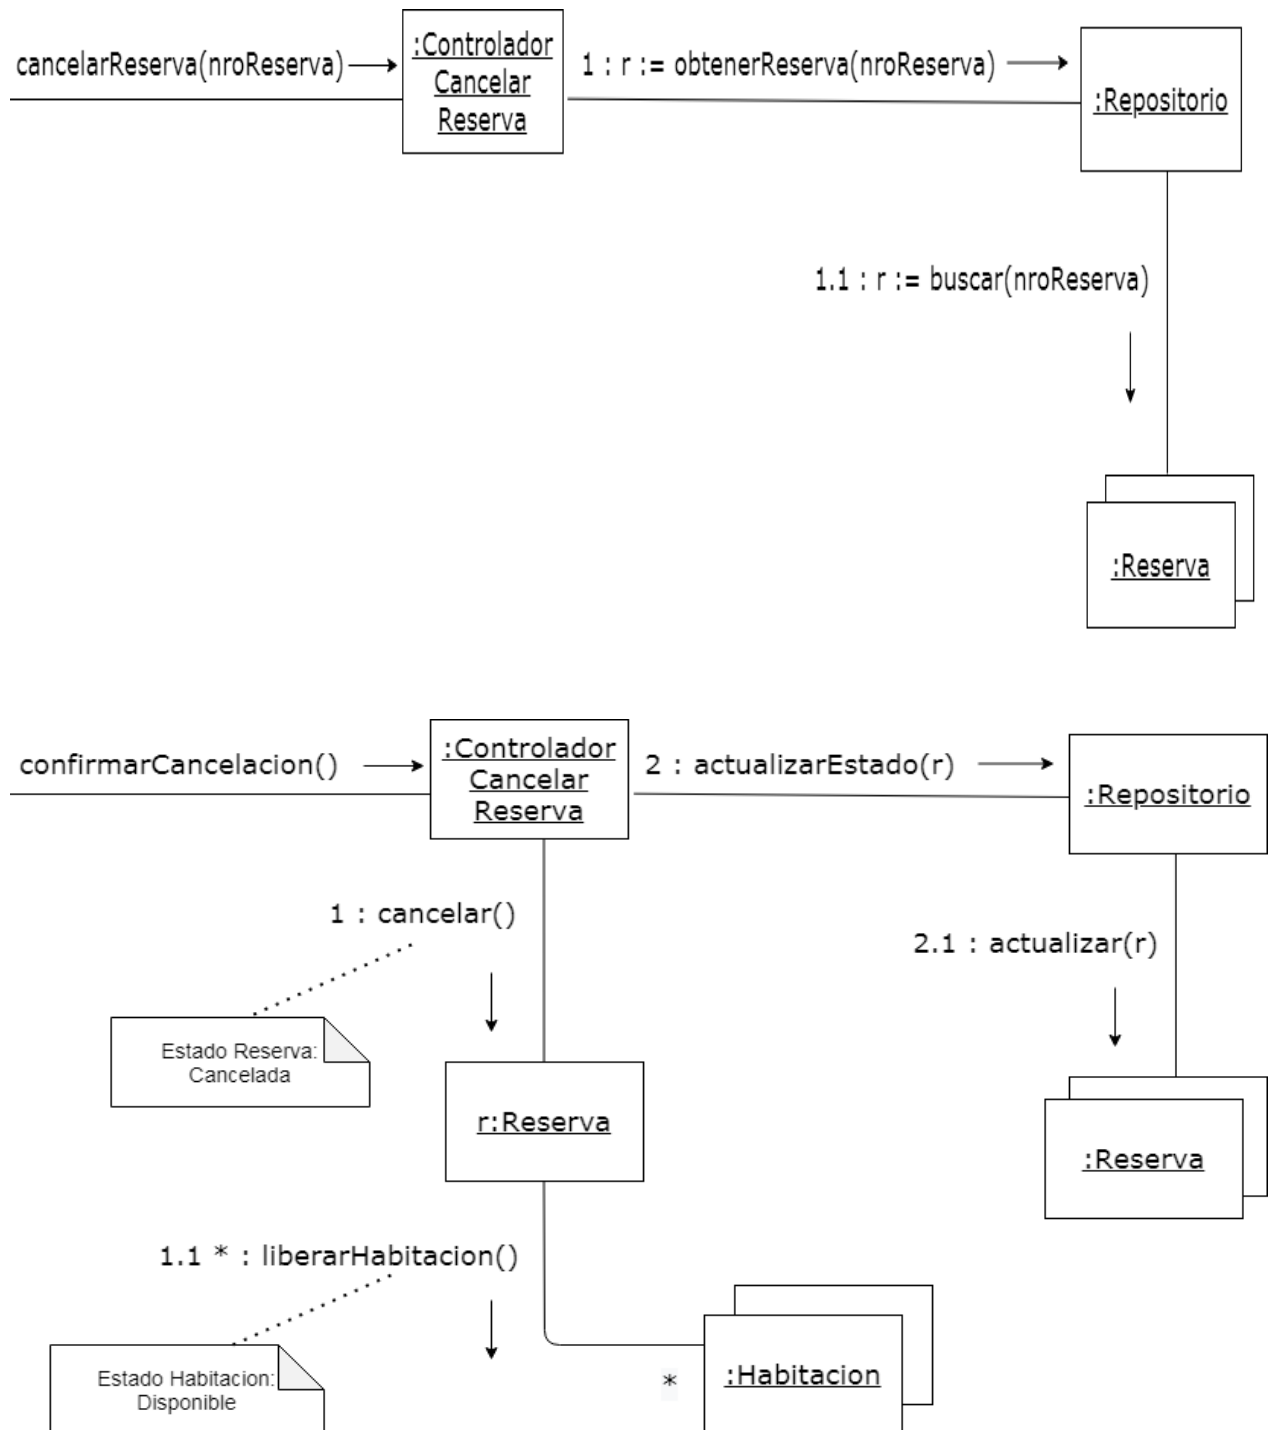 cancelarReserva(nroReserva)
:Controlador
Cancelar
Reserva
1 : r := obtenerReserva(nroReserva)
:Repositorio
1.1 : r := buscar(nroReserva)
:Reserva
confirmarCancelacion()
:Controlador
Cancelar
Reserva
2 : actualizarEstado(r)
:Repositorio
1 : cancelar()
2.1 : actualizar(r)
Estado Reserva:
Cancelada
r:Reserva
:Reserva
1.1 * : liberarHabitacion()
Estado Habitacion:
Disponible
*
:Habitacion